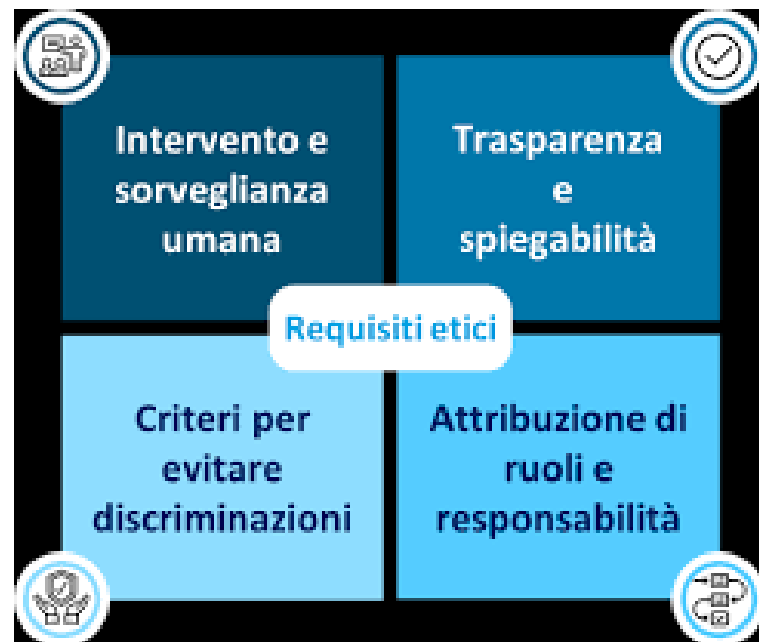 Intervento e
sorveglianza
umana
Trasparenza
e
spiegabilità
Requisiti etici
Criteri per
evitare
discriminazioni
Attribuzione di
ruoli e
responsabilità